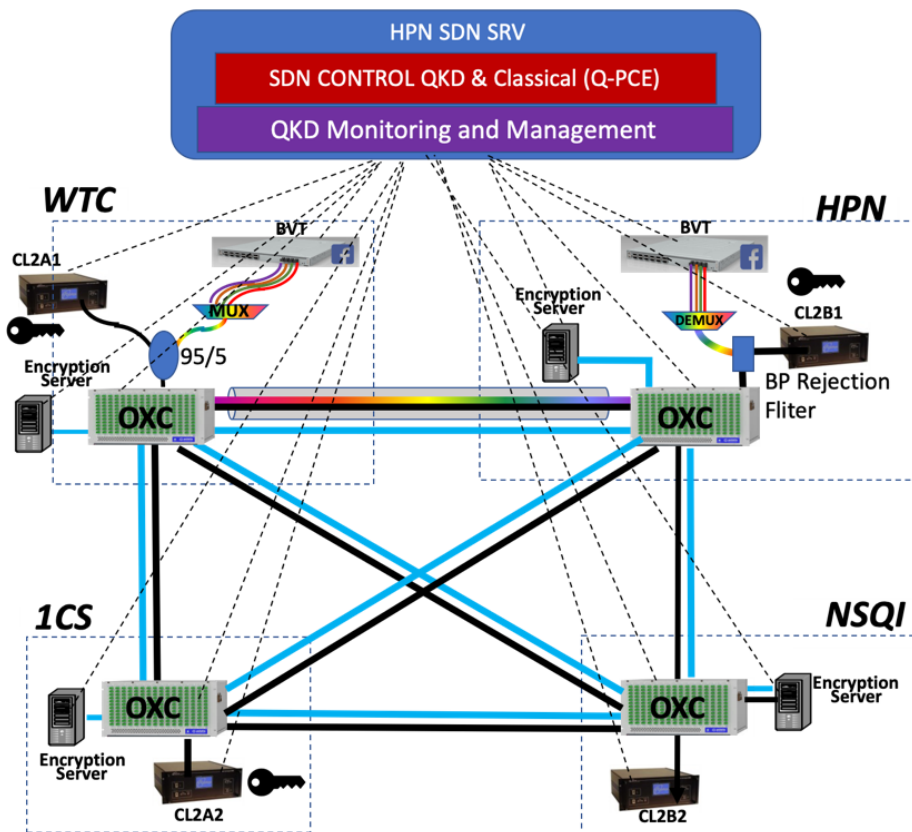 HPN SDN SRV
SDN CONTROL QKD & Classical (Q-PCE)
QKD Monitoring and Management
WTC
HPN
BVT
BVT
CL2A1
MUX
95/5
Encryption
Server
OXC
Encryption
Server
DEMUX
CL2B1
BP Rejection
Fliter
OXC
1CS
NSQI
OXC
Encryption
Server
CL2A2
OXC
Encryption
Server
CL2B2